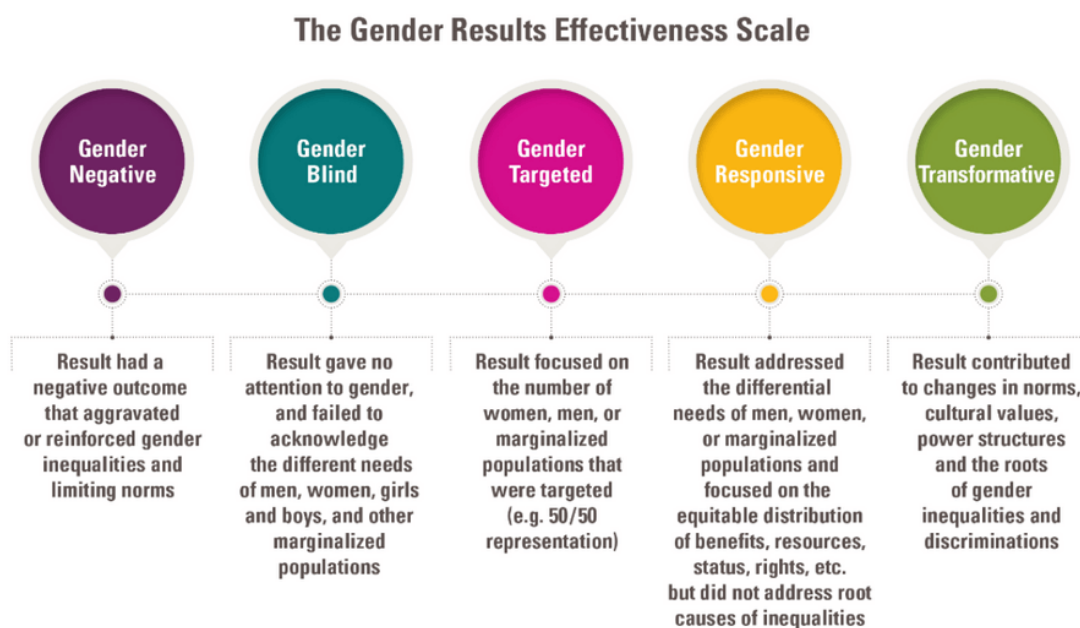 The Gender Results Effectiveness Scale
Gender
Negative
Gender
Blind
Gender
Targeted
Gender
Responsive
Gender
Transformative
Result had a
negative outcome
that aggravated
or reinforced gender
inequalities and
limiting norms
Result gave no
attention to gender,
and failed to
acknowledge
the different needs
of men, women, girls
and boys, and other
marginalized
populations
Result focused on
the number of
women, men, or
marginalized
populations that
were targeted
(e.g. 50/50
representation)
Result addressed
the differential
needs of men, women,
or marginalized
populations and
focused on the
equitable distribution
of benefits, resources,
status, rights, etc.
but did not address root
causes of inequalities
Result contributed
to changes in norms,
cultural values,
power structures
and the roots
of gender
inequalities and
discriminations